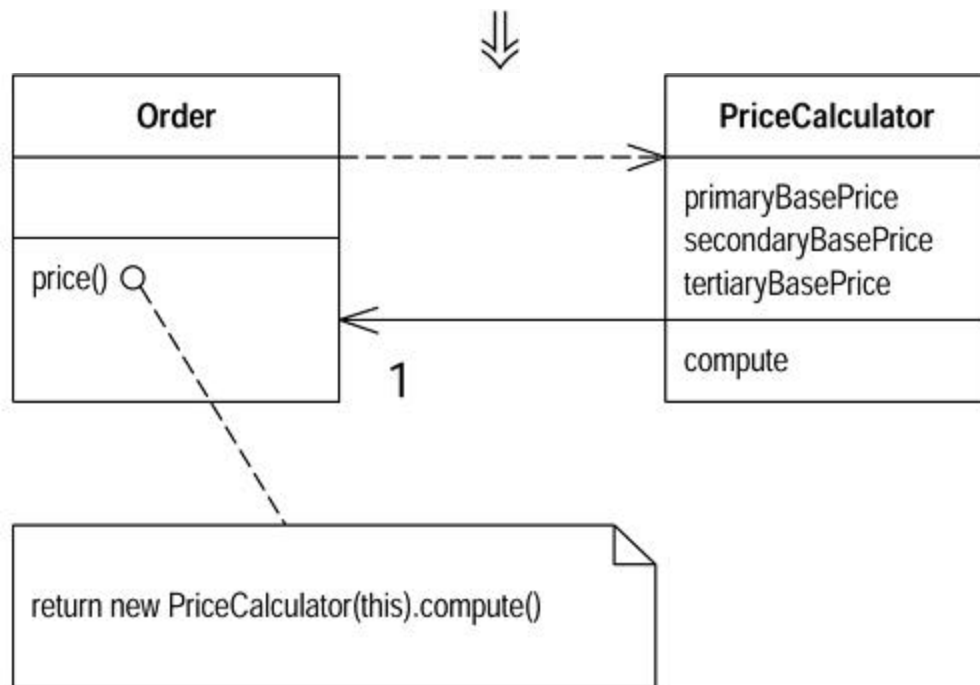 Order
PriceCalculator
primaryBasePrice
secondaryBasePrice
tertiaryBasePrice
price()
compute
1
return new PriceCalculator(this).compute()